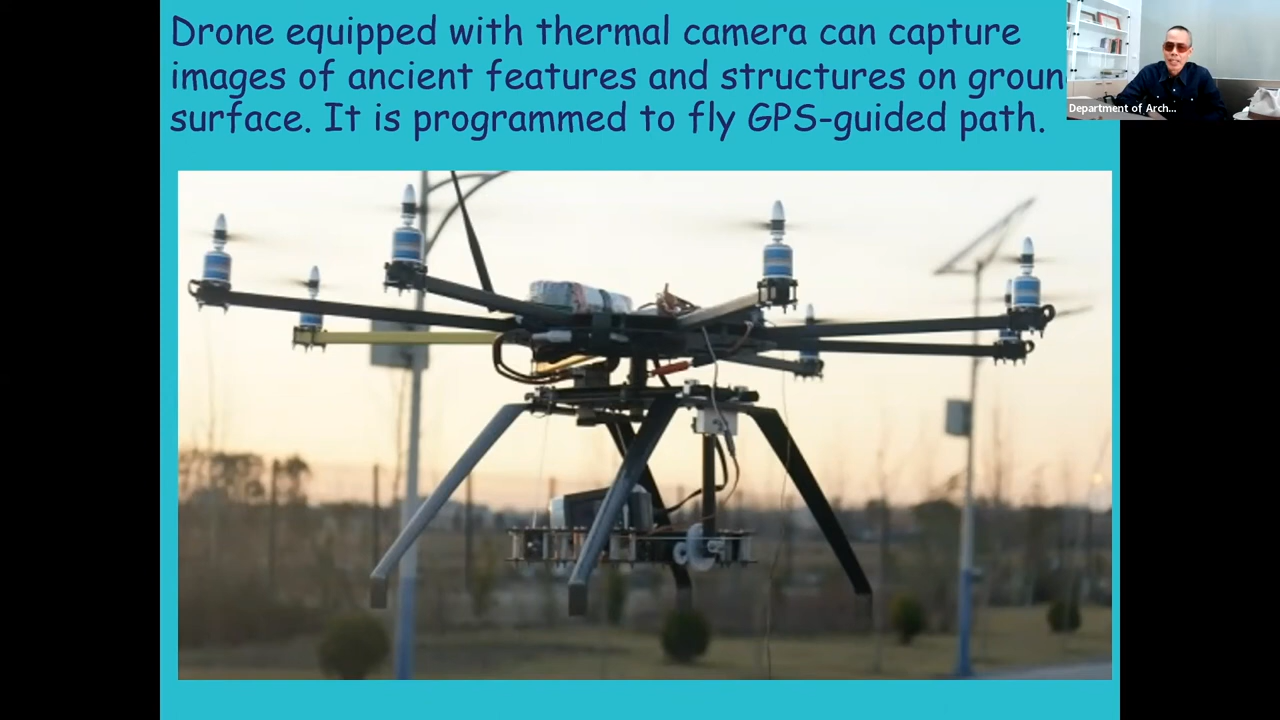 Drone equipped with thermal camera can capture
images of ancient features and structures on groun
surface. It is programmed to fly GPS-guided path.
Department of Arch...